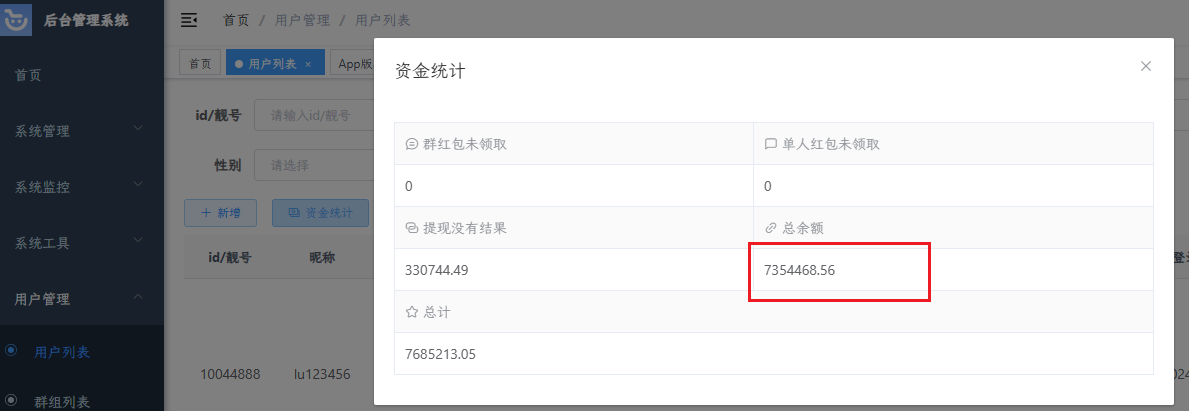 后台管理系统
首页 / 用户管理 / 用户列表
首页
用户列表 ×
App版
首页
系统管理
系统监控
系统工具
用户管理
用户列表
群组列表
id/靓号
请输入id/靓号
性别
请选择
新增
资金统计
id/靓号
昵称
10044888
lu123456
资金统计
群红包未领取
单人红包未领取
0
0
提现没有结果
总余额
330744.49
7354468.56
总计
7685213.05